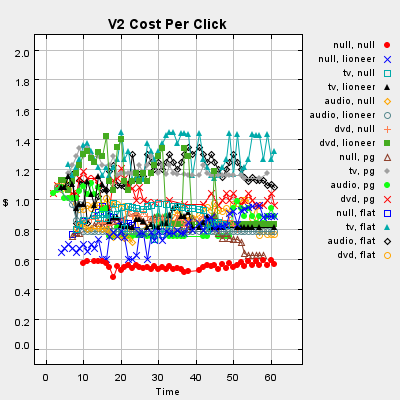 V2 Cost Per Click
2.0
1.8
1.6
1.4
1.2
1.0
0.8
0.6
0.4
0.2
0.0
$
0
10
20
30
40
50
60
Time
null, null
null, lioneer
tv, null
tv, lioneer
audio, null
audio, lioneer
dvd, null
dvd, lioneer
null, pg
tv, pg
audio, pg
dvd, pg
null, flat
tv, flat
audio, flat
dvd, flat